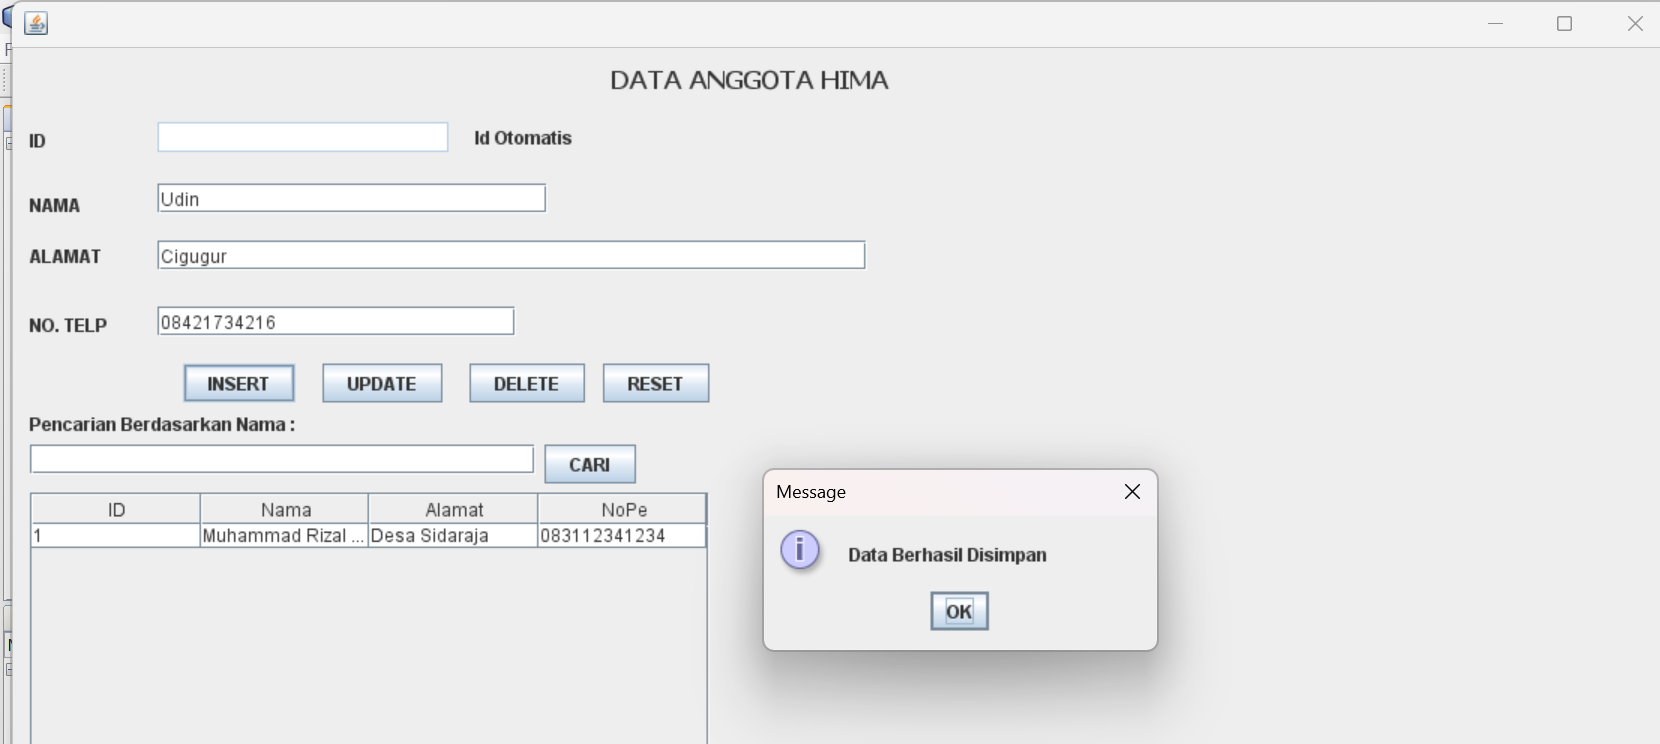 DATA ANGGOTA HIMA
ID
Id Otomatis
NAMA
Udin
ALAMAT
Cigugur
NO. TELP
08421734216
INSERT UPDATE DELETE RESET
Pencarian Berdasarkan Nama :
CARI
ID Nama Alamat NoPe
1 Muhammad Rizal ... Desa Sidaraja 083112341234
Message
Data Berhasil Disimpan
OK